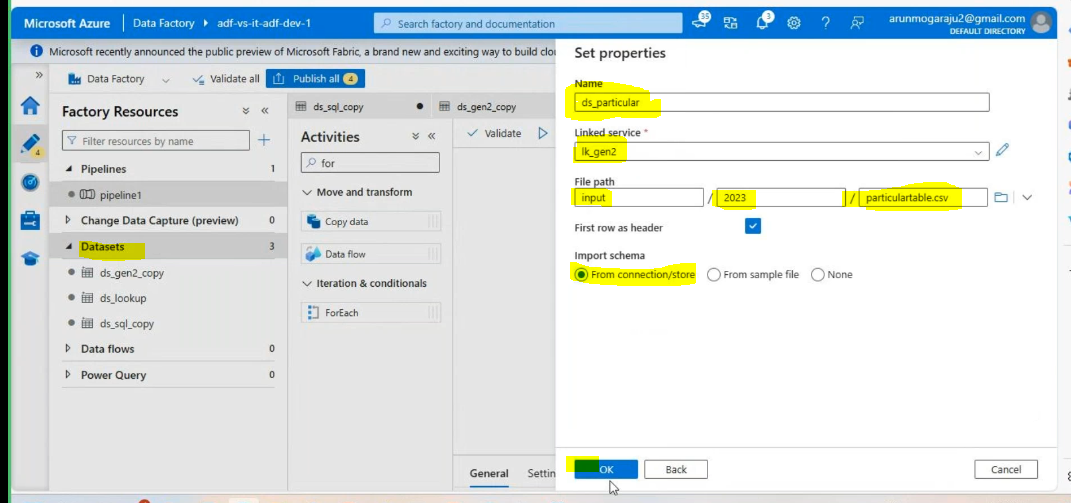 Microsoft Azure Data Factory adf-vs-it-adf-dev-1 Search factory and documentation 35 3 arunmogaraju2@gmail.com
DEFAULT DIRECTORY
Microsoft recently announced the public preview of Microsoft Fabric, a brand new and exciting way to build
Data Factory Validate all Publish all 4
Factory Resources
Filter resources by name
4
Pipelines 1
pipeline1
Change Data Capture (preview) 0
Datasets 3
ds_gen2_copy
ds_lookup
ds_sql_copy
Data flows 0
Power Query 0
ds_sql_copy ds_gen2_copy
Activities
for
Move and transform
Copy data
Data flow
Iteration & conditionals
ForEach
Validate
General
Set properties
Name
ds_particular
Linked service *
lk_gen2
File path
input / 2023 / particulartable.csv
First row as header
Import schema
From connection/store From sample file None
OK Back Cancel